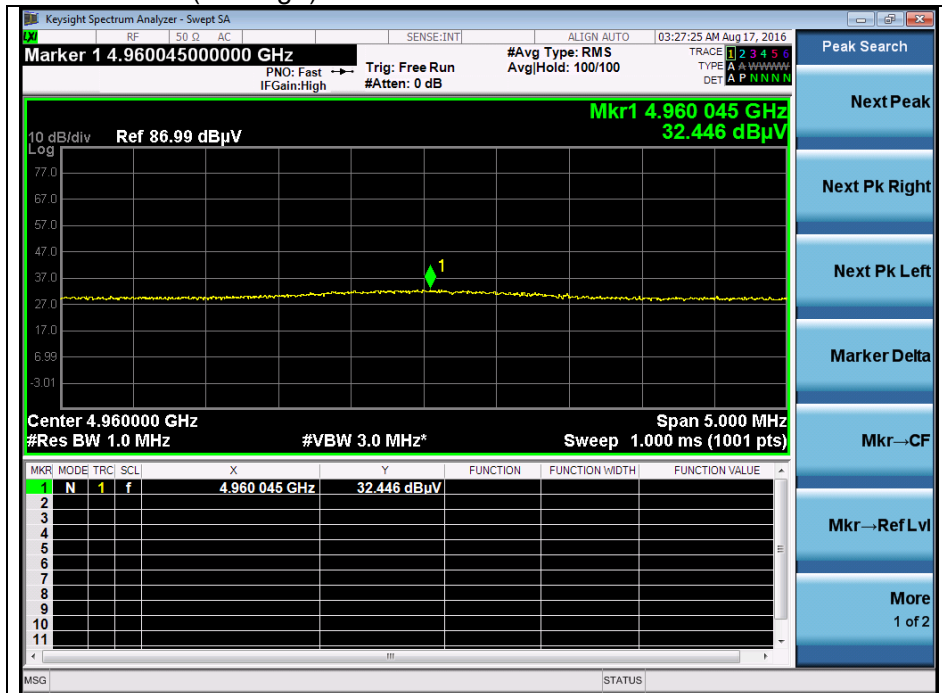 Keysight Spectrum Analyzer - Swept SA
LXI RF 50 Ω AC SENSE:INT ALIGN AUTO 03:27:25 AM Aug 17, 2016
Marker 1 4.960045000000 GHz
PNO: Fast
IFGain:High
Trig: Free Run
#Atten: 0 dB
#Avg Type: RMS
Avg|Hold: 100/100
TRACE 1 2 3 4 5 6
TYPE A A W W W W
DET A P N N N N
Mkr1 4.960 045 GHz
32.446 dBµV
10 dB/div Ref 86.99 dBµV
Log
77.0
67.0
57.0
47.0
37.0
27.0
17.0
6.99
-3.01
1
Center 4.960000 GHz Span 5.000 MHz
#Res BW 1.0 MHz #VBW 3.0 MHz* Sweep 1.000 ms (1001 pts)
MKR MODE TRC SCL X Y FUNCTION FUNCTION WIDTH FUNCTION VALUE
1 N 1 f 4.960 045 GHz 32.446 dBµV
2
3
4
5
6
7
8
9
10
11
MSG STATUS
Peak Search
Next Peak
Next Pk Right
Next Pk Left
Marker Delta
Mkr→CF
Mkr→Ref Lvl
More
1 of 2